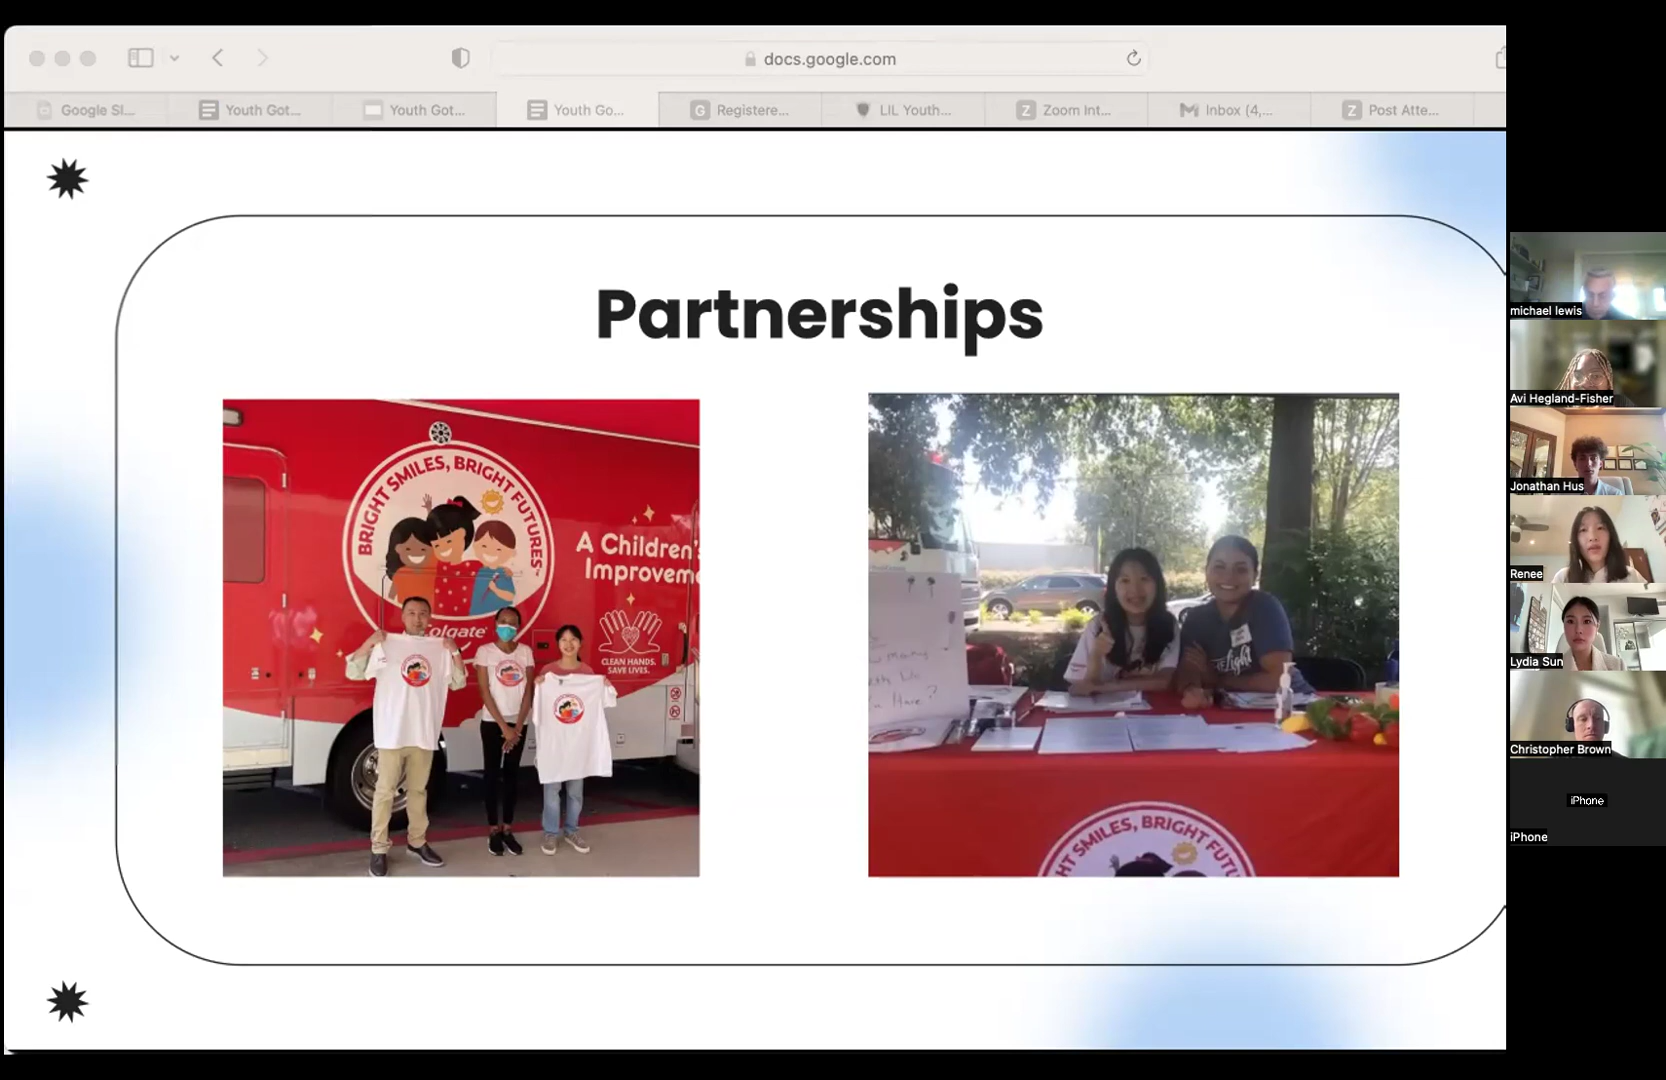 docs.google.com
Google Sl...
Youth Got...
Youth Got...
Youth Go...
Registere...
LIL Youth...
Zoom Int...
Inbox (4,...
Post Atte...
Partnerships
BRIGHT SMILES, BRIGHT FUTURES
A Children's
Improvem
Colgate
CLEAN HANDS.
SAVE LIVES.
Light
Have?
HT SMILES, BRIGHT FUTU
michael lewis
Avi Hegland-Fisher
Jonathan Hus
Renee
Lydia Sun
Christopher Brown
iPhone
iPhone